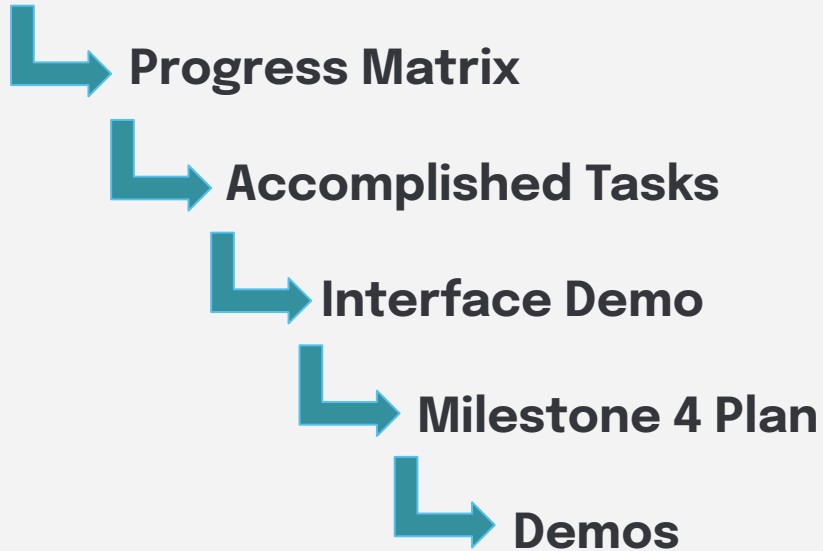 Progress Matrix
Accomplished Tasks
Interface Demo
Milestone 4 Plan
Demos